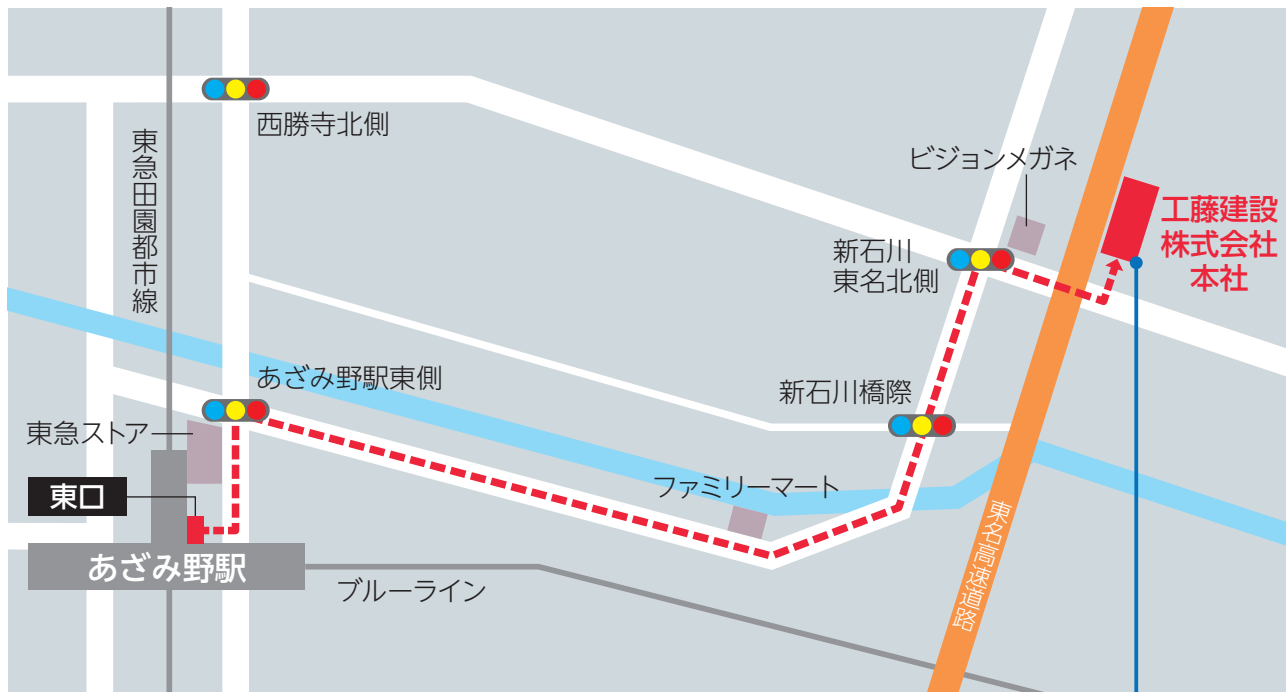 西勝寺北側
東急田園都市線
ビジョンメガネ
工藤建設
株式会社
本社
新石川
東名北側
あざみ野駅東側
新石川橋際
東急ストア
東口
ファミリーマート
あざみ野駅
ブルーライン
東名高速道路